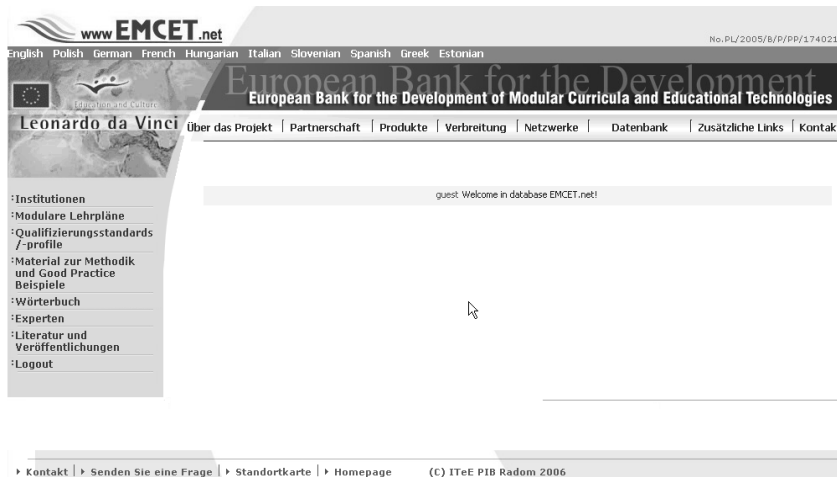 www EMCET.net
No.PL/2005/B/P/PP/174021
English Polish German French Hungarian Italian Slovenian Spanish Greek Estonian
European Bank for the Development
European Bank for the Development of Modular Curricula and Educational Technologies
Education and Culture
Leonardo da Vinci
Über das Projekt | Partnerschaft | Produkte | Verbreitung | Netzwerke | Datenbank | Zusätzliche Links | Kontak
guest Welcome in database EMCET.net!
Institutionen
Modulare Lehrpläne
Qualifizierungsstandards
/-profile
Material zur Methodik
und Good Practice
Beispiele
Wörterbuch
Experten
Literatur und
Veröffentlichungen
Logout
Kontakt | Senden Sie eine Frage | Standortkarte | Homepage (C) ITeE PIB Radom 2006